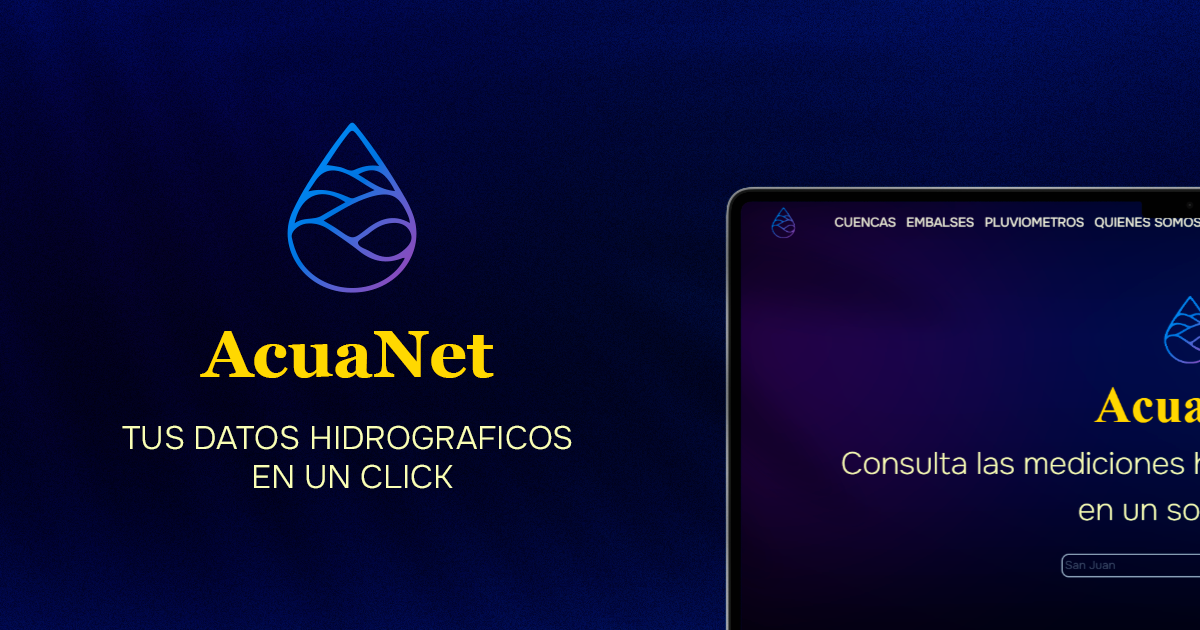 AcuaNet
TUS DATOS HIDROGRAFICOS
EN UN CLICK
CUENCAS EMBALSES PLUVIOMETROS QUIENES SOMOS
Acua
Consulta las mediciones
en un so
San Juan